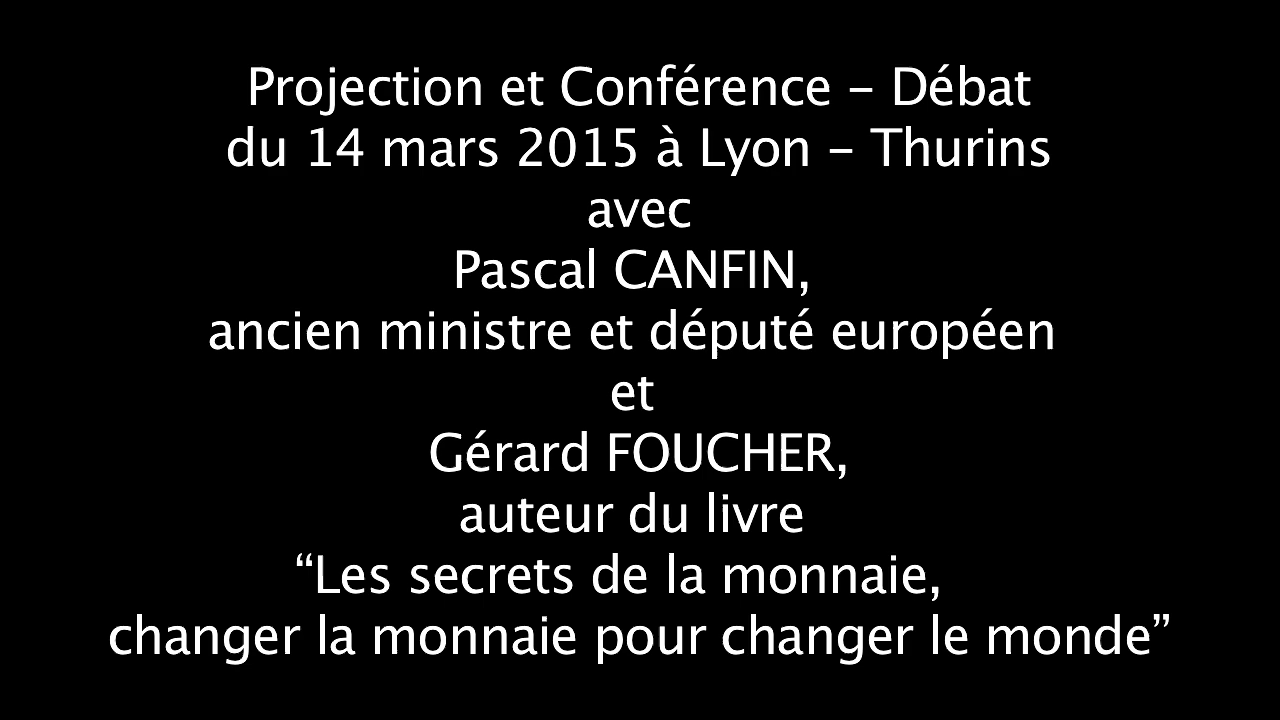 Projection et Conférence - Débat
du 14 mars 2015 à Lyon - Thurins
avec
Pascal CANFIN,
ancien ministre et député européen
et
Gérard FOUCHER,
auteur du livre
“Les secrets de la monnaie,
changer la monnaie pour changer le monde”